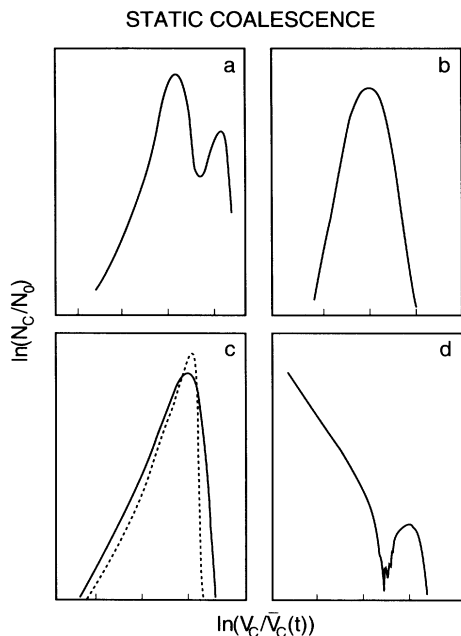 STATIC COALESCENCE
a
b
ln(N_C/N_0)
c
d
ln(V_C/V̄_C(t))